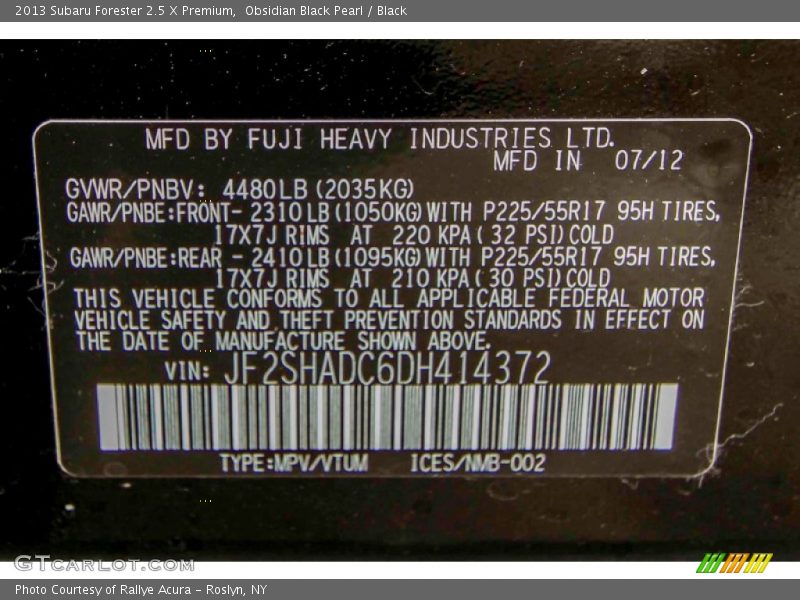 2013 Subaru Forester 2.5 X Premium,  Obsidian Black Pearl / Black
MFD BY FUJI HEAVY INDUSTRIES LTD.
MFD IN 07/12
GVWR/PNBV: 4480LB (2035KG)
GAWR/PNBE:FRONT- 2310LB (1050KG) WITH P225/55R17 95H TIRES,
17X7J RIMS AT 220 KPA( 32 PSI) COLD
GAWR/PNBE:REAR - 2410LB (1095KG) WITH P225/55R17 95H TIRES,
17X7J RIMS AT 210 KPA( 30 PSI) COLD
THIS VEHICLE CONFORMS TO ALL APPLICABLE FEDERAL MOTOR
VEHICLE SAFETY AND THEFT PREVENTION STANDARDS IN EFFECT ON
THE DATE OF MANUFACTURE SHOWN ABOVE.
VIN: JF2SHADC6DH414372
TYPE:MPV/VTUM ICES/NMB-002
GTcarlot.com
Photo Courtesy of Rallye Acura - Roslyn, NY